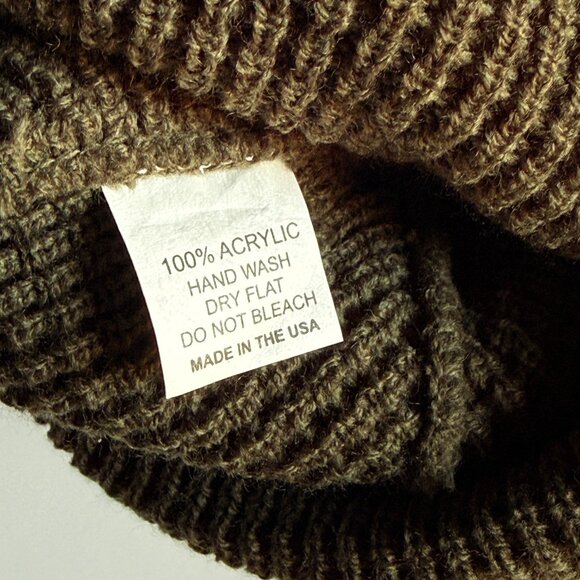 100% ACRYLIC
HAND WASH
DRY FLAT
DO NOT BLEACH
MADE IN THE USA